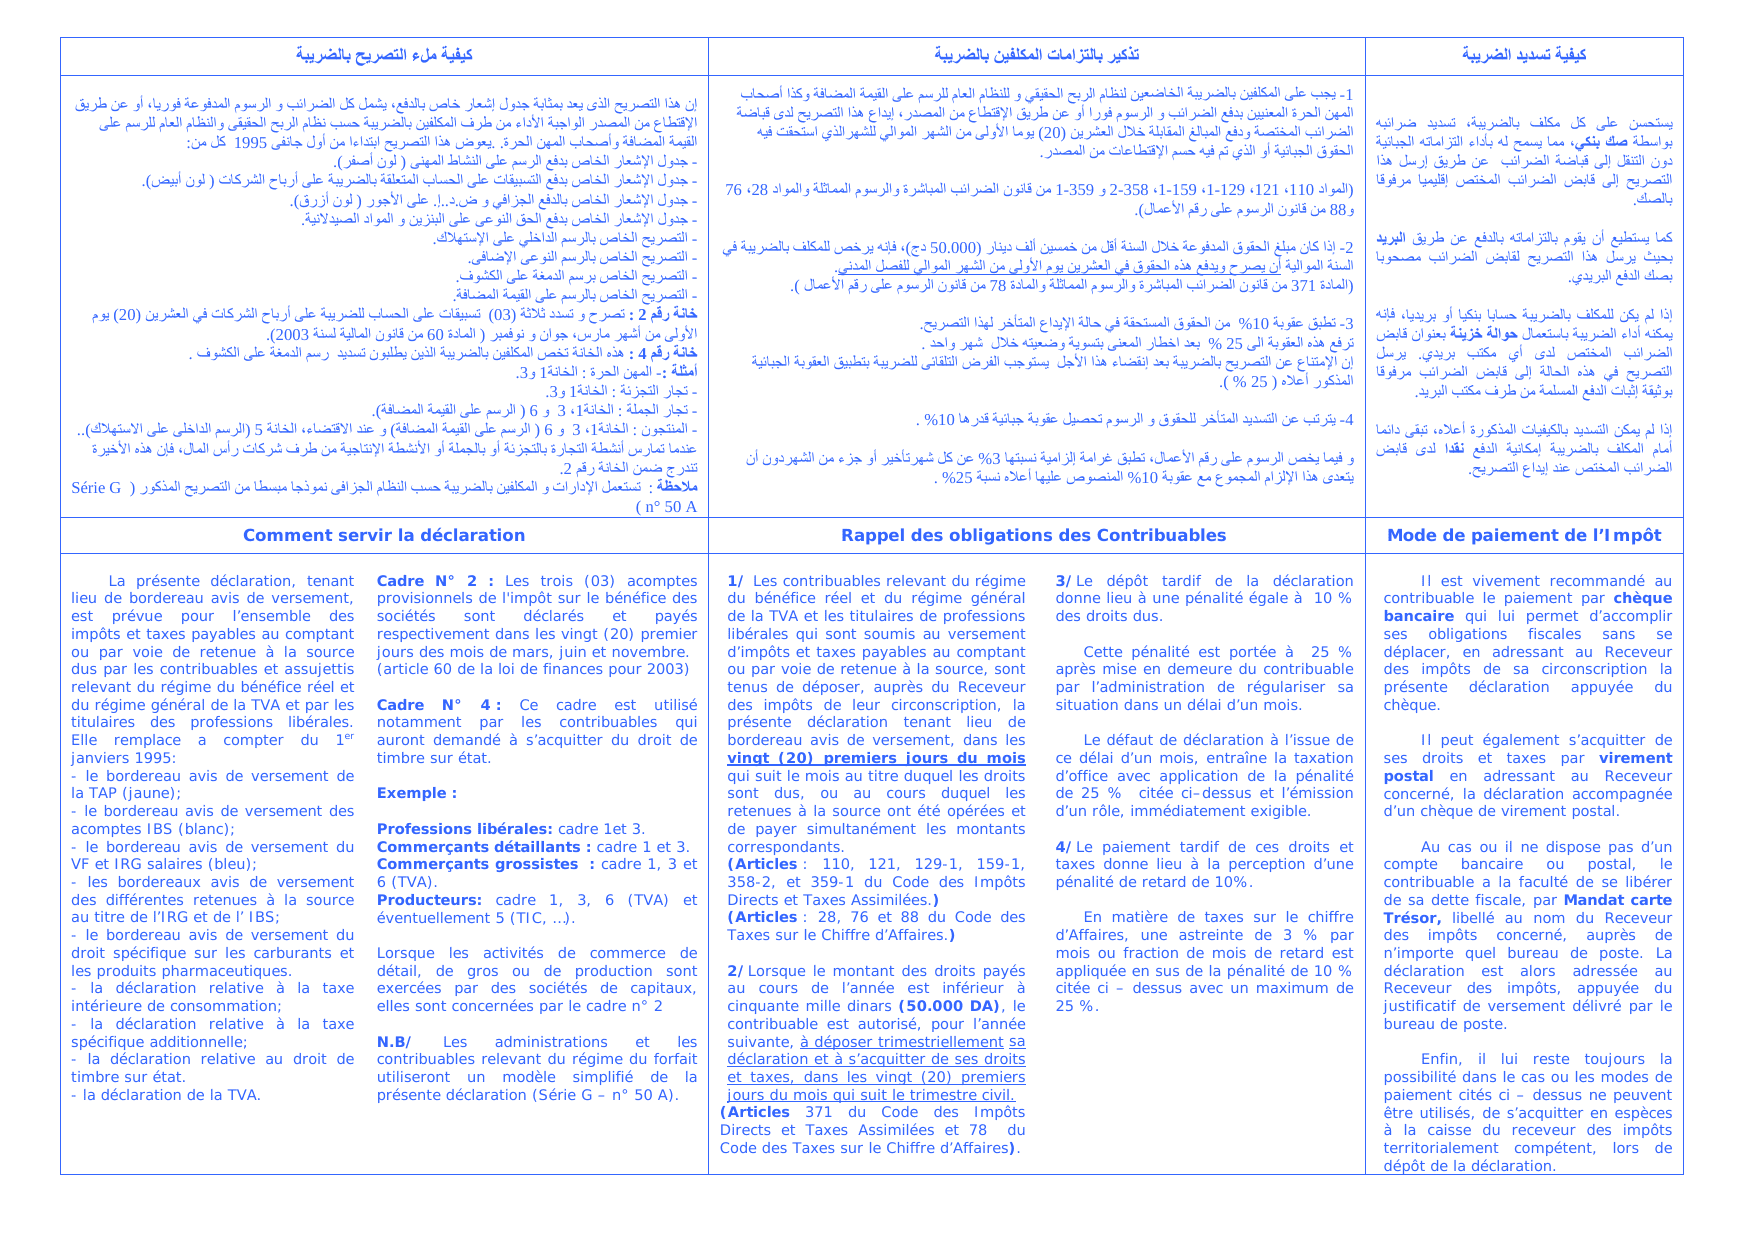 كيفية ملء التصريح بالضريبة
إن هذا التصريح الذي يعد بمثابة جدول إشعار خاص بالدفع، يشمل كل الضرائب و الرسوم المدفوعة فوريا، أو عن طريق
الإقتطاع من المصدر الواجبة الأداء من طرف المكلفين بالضريبة حسب نظام الربح الحقيقي والنظام العام للرسم على
القيمة المضافة وأصحاب المهن الحرة. .يعوض هذا التصريح ابتداءا من أول جانفي 1995 كل من:
- جدول الإشعار الخاص بدفع الرسم على النشاط المهني ( لون أصفر).
- جدول الإشعار الخاص بدفع التسبيقات على الحساب المتعلقة بالضريبة على أرباح الشركات ( لون أبيض).
- جدول الإشعار الخاص بالدفع الجزافي و ض.د..إ. على الأجور ( لون أزرق).
- جدول الإشعار الخاص بدفع الحق النوعي على البنزين و المواد الصيدلانية.
- التصريح الخاص بالرسم الداخلي على الإستهلاك.
- التصريح الخاص بالرسم النوعي الإضافي.
- التصريح الخاص برسم الدمغة على الكشوف.
- التصريح الخاص بالرسم على القيمة المضافة.
خانة رقم 2 : تصرح و تسدد ثلاثة (03) تسبيقات على الحساب للضريبة على أرباح الشركات في العشرين (20) يوم
الأولى من أشهر مارس، جوان و نوفمبر ( المادة 60 من قانون المالية لسنة 2003).
خانة رقم 4 : هذه الخانة تخص المكلفين بالضريبة الذين يطلبون تسديد رسم الدمغة على الكشوف .
أمثلة :- المهن الحرة : الخانة1 و3.
- تجار التجزئة : الخانة1 و3.
- تجار الجملة : الخانة1، 3 و 6 ( الرسم على القيمة المضافة).
- المنتجون : الخانة1، 3 و 6 ( الرسم على القيمة المضافة) و عند الاقتضاء، الخانة 5 (الرسم الداخلي على الاستهلاك)..
عندما تمارس أنشطة التجارة بالتجزئة أو بالجملة أو الأنشطة الإنتاجية من طرف شركات رأس المال، فإن هذه الأخيرة
تندرج ضمن الخانة رقم 2.
ملاحظة : تستعمل الإدارات و المكلفين بالضريبة حسب النظام الجزافي نموذجا مبسطا من التصريح المذكور ( Série G
n° 50 A )
تذكير بالتزامات المكلفين بالضريبة
1- يجب على المكلفين بالضريبة الخاضعين لنظام الربح الحقيقي و للنظام العام للرسم على القيمة المضافة وكذا أصحاب
المهن الحرة المعنيين بدفع الضرائب و الرسوم فورا أو عن طريق الإقتطاع من المصدر، إيداع هذا التصريح لدى قباضة
الضرائب المختصة ودفع المبالغ المقابلة خلال العشرين (20) يوما الأولى من الشهر الموالي للشهرالذي استحقت فيه
الحقوق الجبائية أو الذي تم فيه حسم الإقتطاعات من المصدر.
(المواد 110، 121، 129-1، 159-1، 358-2 و 359-1 من قانون الضرائب المباشرة والرسوم المماثلة والمواد 28، 76
و88 من قانون الرسوم على رقم الأعمال).
2- إذا كان مبلغ الحقوق المدفوعة خلال السنة أقل من خمسين ألف دينار (50.000 دج)، فإنه يرخص للمكلف بالضريبة في
السنة الموالية أن يصرح ويدفع هذه الحقوق في العشرين يوم الأولى من الشهر الموالي للفصل المدني.
(المادة 371 من قانون الضرائب المباشرة والرسوم المماثلة والمادة 78 من قانون الرسوم على رقم الأعمال ).
3- تطبق عقوبة 10% من الحقوق المستحقة في حالة الإيداع المتأخر لهذا التصريح.
ترفع هذه العقوبة الى 25 % بعد اخطار المعني بتسوية وضعيته خلال شهر واحد .
إن الإمتناع عن التصريح بالضريبة بعد إنقضاء هذا الأجل يستوجب الفرض التلقائي للضريبة بتطبيق العقوبة الجبائية
المذكور أعلاه ( 25 % ).
4- يترتب عن التسديد المتأخر للحقوق و الرسوم تحصيل عقوبة جبائية قدرها 10% .
و فيما يخص الرسوم على رقم الأعمال، تطبق غرامة إلزامية نسبتها 3% عن كل شهرتأخير أو جزء من الشهردون أن
يتعدى هذا الإلزام المجموع مع عقوبة 10% المنصوص عليها أعلاه نسبة 25% .
كيفية تسديد الضريبة
يستحسن على كل مكلف بالضريبة، تسديد ضرائبه
بواسطة صك بنكي، مما يسمح له بأداء التزاماته الجبائية
دون التنقل إلى قباضة الضرائب عن طريق إرسل هذا
التصريح إلى قابض الضرائب المختص إقليميا مرفوقا
بالصك.
كما يستطيع أن يقوم بالتزاماته بالدفع عن طريق البريد
بحيث يرسل هذا التصريح لقابض الضرائب مصحوبا
بصك الدفع البريدي.
إذا لم يكن للمكلف بالضريبة حسابا بنكيا أو بريديا، فإنه
يمكنه أداء الضريبة باستعمال حوالة خزينة بعنوان قابض
الضرائب المختص لدى أي مكتب بريدي. يرسل
التصريح في هذه الحالة إلى قابض الضرائب مرفوقا
بوثيقة إثبات الدفع المسلمة من طرف مكتب البريد.
إذا لم يمكن التسديد بالكيفيات المذكورة أعلاه، تبقى دائما
أمام المكلف بالضريبة إمكانية الدفع نقدا لدى قابض
الضرائب المختص عند إيداع التصريح.
Comment servir la déclaration
La présente déclaration, tenant
lieu de bordereau avis de versement,
est prévue pour l’ensemble des
impôts et taxes payables au comptant
ou par voie de retenue à la source
dus par les contribuables et assujettis
relevant du régime du bénéfice réel et
du régime général de la TVA et par les
titulaires des professions libérales.
Elle remplace a compter du 1er
janviers 1995:
- le bordereau avis de versement de
la TAP (jaune);
- le bordereau avis de versement des
acomptes IBS (blanc);
- le bordereau avis de versement du
VF et IRG salaires (bleu);
- les bordereaux avis de versement
des différentes retenues à la source
au titre de l’IRG et de l’ IBS;
- le bordereau avis de versement du
droit spécifique sur les carburants et
les produits pharmaceutiques.
- la déclaration relative à la taxe
intérieure de consommation;
- la déclaration relative à la taxe
spécifique additionnelle;
- la déclaration relative au droit de
timbre sur état.
- la déclaration de la TVA.
Cadre N° 2 : Les trois (03) acomptes
provisionnels de l'impôt sur le bénéfice des
sociétés sont déclarés et payés
respectivement dans les vingt (20) premier
jours des mois de mars, juin et novembre.
(article 60 de la loi de finances pour 2003)
Cadre N° 4 : Ce cadre est utilisé
notamment par les contribuables qui
auront demandé à s’acquitter du droit de
timbre sur état.
Exemple :
Professions libérales: cadre 1et 3.
Commerçants détaillants : cadre 1 et 3.
Commerçants grossistes : cadre 1, 3 et
6 (TVA).
Producteurs: cadre 1, 3, 6 (TVA) et
éventuellement 5 (TIC, …).
Lorsque les activités de commerce de
détail, de gros ou de production sont
exercées par des sociétés de capitaux,
elles sont concernées par le cadre n° 2
N.B/ Les administrations et les
contribuables relevant du régime du forfait
utiliseront un modèle simplifié de la
présente déclaration (Série G – n° 50 A).
Rappel des obligations des Contribuables
1/ Les contribuables relevant du régime
du bénéfice réel et du régime général
de la TVA et les titulaires de professions
libérales qui sont soumis au versement
d’impôts et taxes payables au comptant
ou par voie de retenue à la source, sont
tenus de déposer, auprès du Receveur
des impôts de leur circonscription, la
présente déclaration tenant lieu de
bordereau avis de versement, dans les
vingt (20) premiers jours du mois
qui suit le mois au titre duquel les droits
sont dus, ou au cours duquel les
retenues à la source ont été opérées et
de payer simultanément les montants
correspondants.
(Articles : 110, 121, 129-1, 159-1,
358-2, et 359-1 du Code des Impôts
Directs et Taxes Assimilées.)
(Articles : 28, 76 et 88 du Code des
Taxes sur le Chiffre d’Affaires.)
2/ Lorsque le montant des droits payés
au cours de l’année est inférieur à
cinquante mille dinars (50.000 DA), le
contribuable est autorisé, pour l’année
suivante, à déposer trimestriellement sa
déclaration et à s’acquitter de ses droits
et taxes, dans les vingt (20) premiers
jours du mois qui suit le trimestre civil.
(Articles 371 du Code des Impôts
Directs et Taxes Assimilées et 78 du
Code des Taxes sur le Chiffre d’Affaires).
3/ Le dépôt tardif de la déclaration
donne lieu à une pénalité égale à 10 %
des droits dus.
Cette pénalité est portée à 25 %
après mise en demeure du contribuable
par l’administration de régulariser sa
situation dans un délai d’un mois.
Le défaut de déclaration à l’issue de
ce délai d’un mois, entraîne la taxation
d’office avec application de la pénalité
de 25 % citée ci–dessus et l’émission
d’un rôle, immédiatement exigible.
4/ Le paiement tardif de ces droits et
taxes donne lieu à la perception d’une
pénalité de retard de 10%.
En matière de taxes sur le chiffre
d’Affaires, une astreinte de 3 % par
mois ou fraction de mois de retard est
appliquée en sus de la pénalité de 10 %
citée ci – dessus avec un maximum de
25 %.
Mode de paiement de l’Impôt
Il est vivement recommandé au
contribuable le paiement par chèque
bancaire qui lui permet d’accomplir
ses obligations fiscales sans se
déplacer, en adressant au Receveur
des impôts de sa circonscription la
présente déclaration appuyée du
chèque.
Il peut également s’acquitter de
ses droits et taxes par virement
postal en adressant au Receveur
concerné, la déclaration accompagnée
d’un chèque de virement postal.
Au cas ou il ne dispose pas d’un
compte bancaire ou postal, le
contribuable a la faculté de se libérer
de sa dette fiscale, par Mandat carte
Trésor, libellé au nom du Receveur
des impôts concerné, auprès de
n’importe quel bureau de poste. La
déclaration est alors adressée au
Receveur des impôts, appuyée du
justificatif de versement délivré par le
bureau de poste.
Enfin, il lui reste toujours la
possibilité dans le cas ou les modes de
paiement cités ci – dessus ne peuvent
être utilisés, de s’acquitter en espèces
à la caisse du receveur des impôts
territorialement compétent, lors de
dépôt de la déclaration.